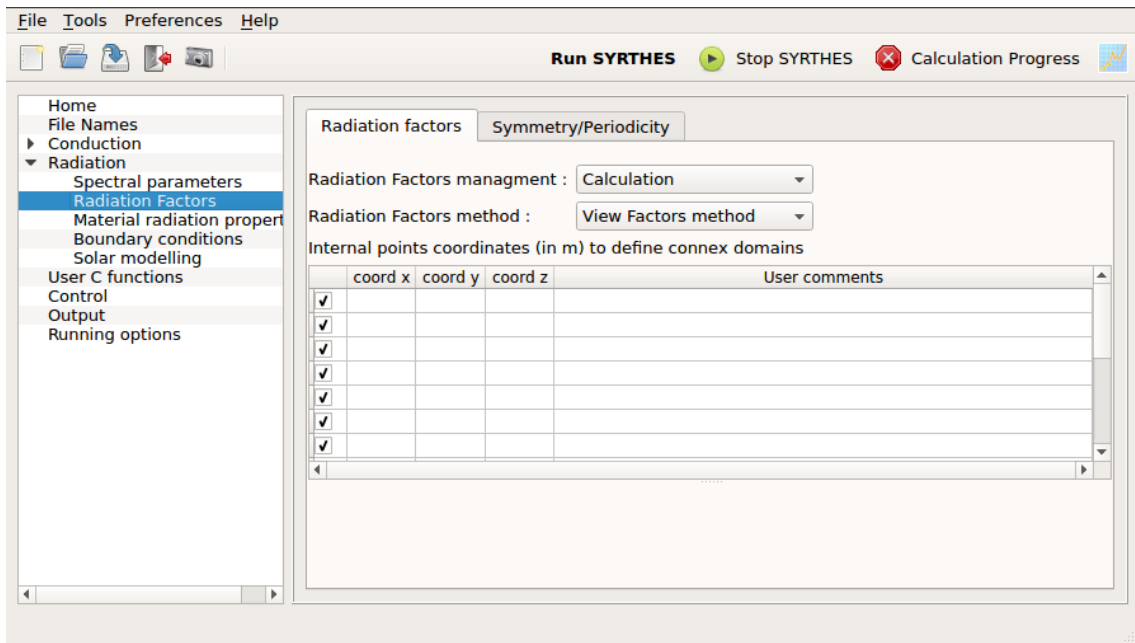 File Tools Preferences Help
Run SYRTHES Stop SYRTHES Calculation Progress
Home
File Names
Conduction
Radiation
Spectral parameters
Radiation Factors
Material radiation propert
Boundary conditions
Solar modelling
User C functions
Control
Output
Running options
Radiation factors Symmetry/Periodicity
Radiation Factors managment : Calculation
Radiation Factors method : View Factors method
Internal points coordinates (in m) to define connex domains
coord x coord y coord z User comments